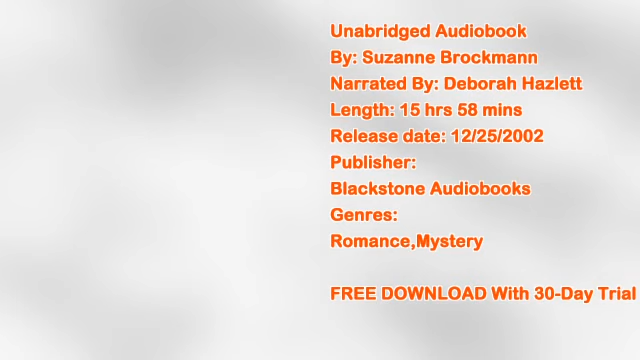 Unabridged Audiobook
By: Suzanne Brockmann
Narrated By: Deborah Hazlett
Length: 15 hrs 58 mins
Release date: 12/25/2002
Publisher:
Blackstone Audiobooks
Genres:
Romance,Mystery
FREE DOWNLOAD With 30-Day Trial